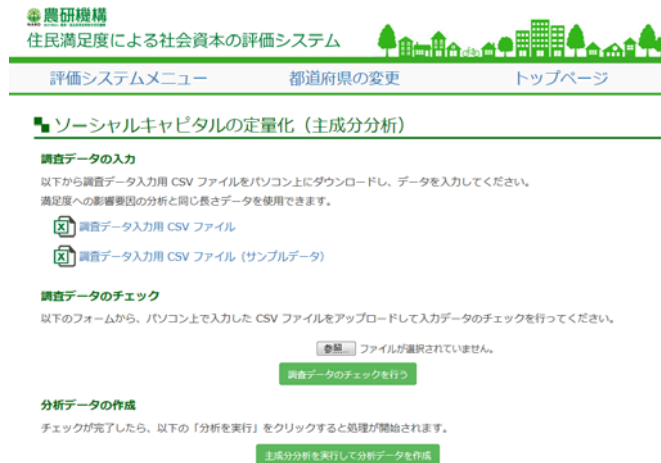 農研機構
住民満足度による社会資本の評価システム
評価システムメニュー 都道府県の変更 トップページ
ソーシャルキャピタルの定量化（主成分分析）
調査データの入力
以下から調査データ入力用 CSV ファイルをパソコン上にダウンロードし、データを入力してください。
満足度への影響要因の分析と同じ長さデータを使用できます。
調査データ入力用 CSV ファイル
調査データ入力用 CSV ファイル（サンプルデータ）
調査データのチェック
以下のフォームから、パソコン上で入力した CSV ファイルをアップロードして入力データのチェックを行ってください。
参照... ファイルが選択されていません。
調査データのチェックを行う
分析データの作成
チェックが完了したら、以下の「分析を実行」をクリックすると処理が開始されます。
主成分分析を実行して分析データを作成